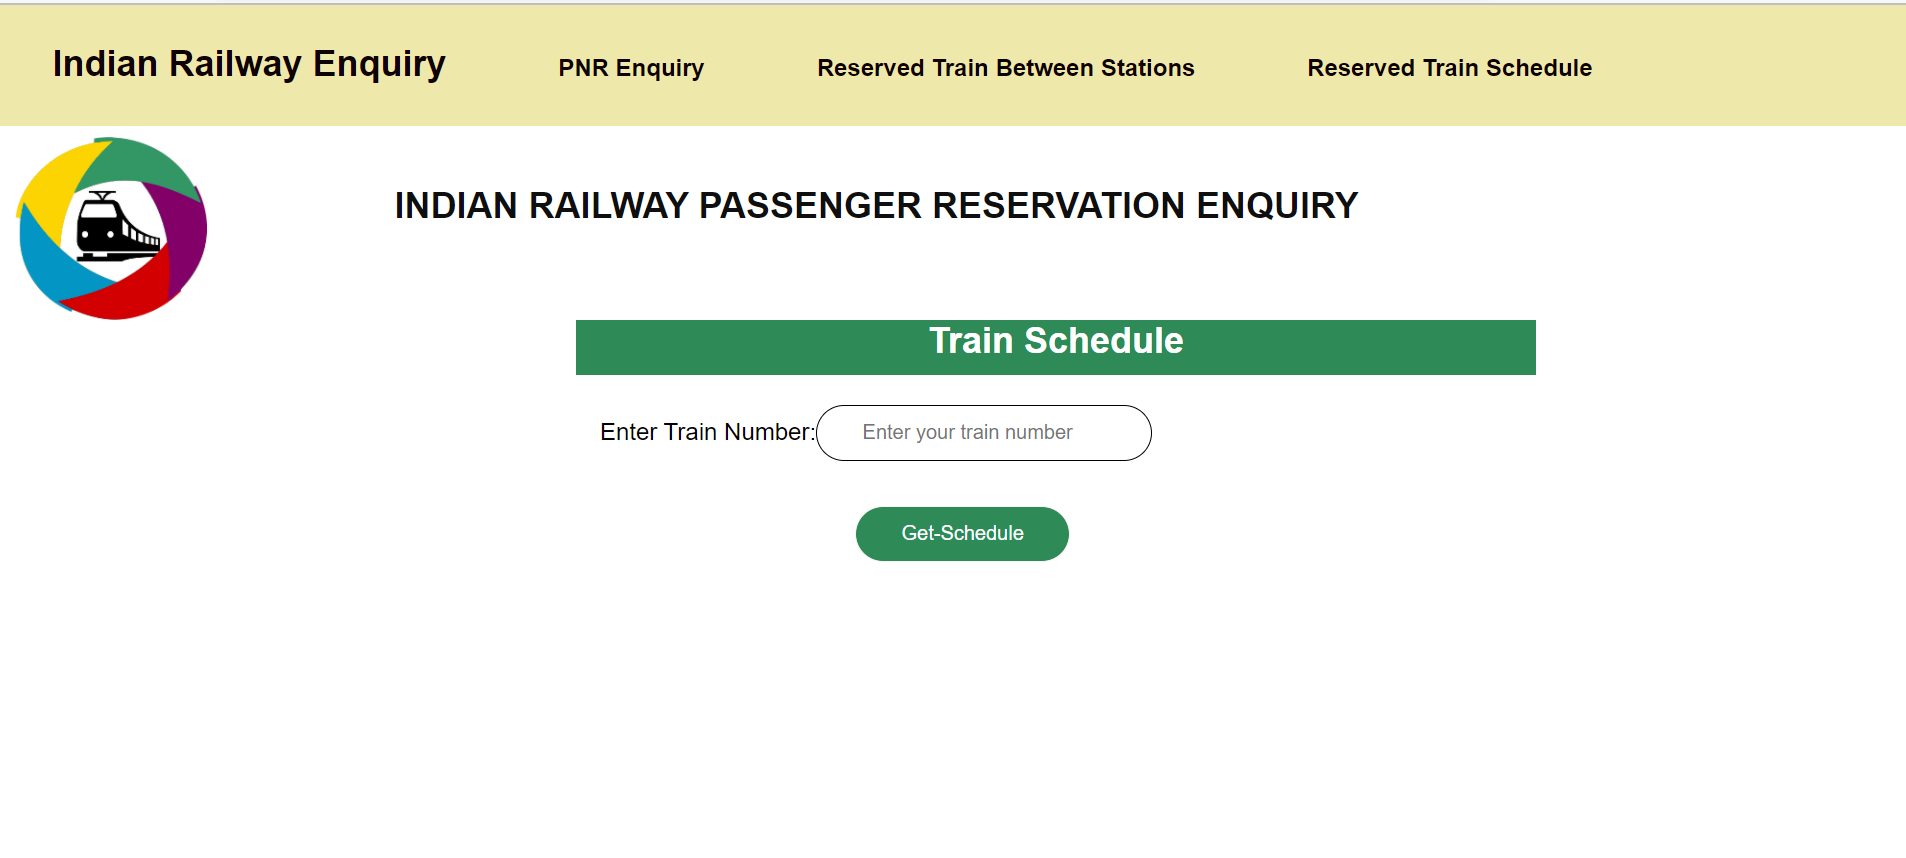 Indian Railway Enquiry PNR Enquiry Reserved Train Between Stations Reserved Train Schedule
INDIAN RAILWAY PASSENGER RESERVATION ENQUIRY
Train Schedule
Enter Train Number: Enter your train number
Get-Schedule